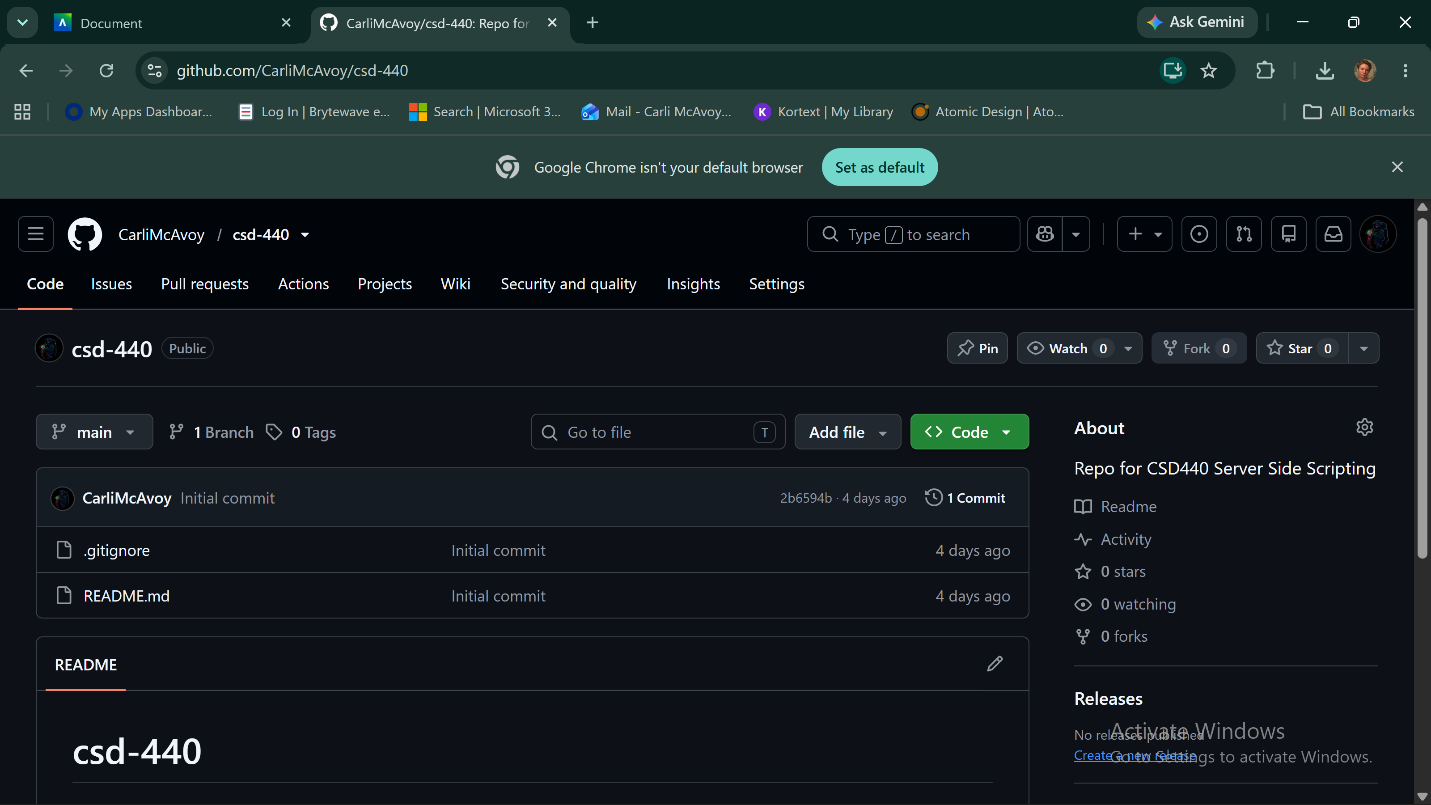 Document
CarliMcAvoy/csd-440: Repo for
Ask Gemini
github.com/CarliMcAvoy/csd-440
My Apps Dashboar...
Log In | Brytewave e...
Search | Microsoft 3...
Mail - Carli McAvoy...
K
Kortext | My Library
Atomic Design | Ato...
All Bookmarks
Google Chrome isn't your default browser
Set as default
CarliMcAvoy / csd-440
Type / to search
Code
Issues
Pull requests
Actions
Projects
Wiki
Security and quality
Insights
Settings
csd-440
Public
Pin
Watch 0
Fork 0
Star 0
main
1 Branch
0 Tags
Go to file
T
Add file
Code
CarliMcAvoy Initial commit
2b6594b · 4 days ago
1 Commit
.gitignore
Initial commit
4 days ago
README.md
Initial commit
4 days ago
README
csd-440
About
Repo for CSD440 Server Side Scripting
Readme
Activity
0 stars
0 watching
0 forks
Releases
No releases published
Create a new release
Activate Windows
Go to Settings to activate Windows.